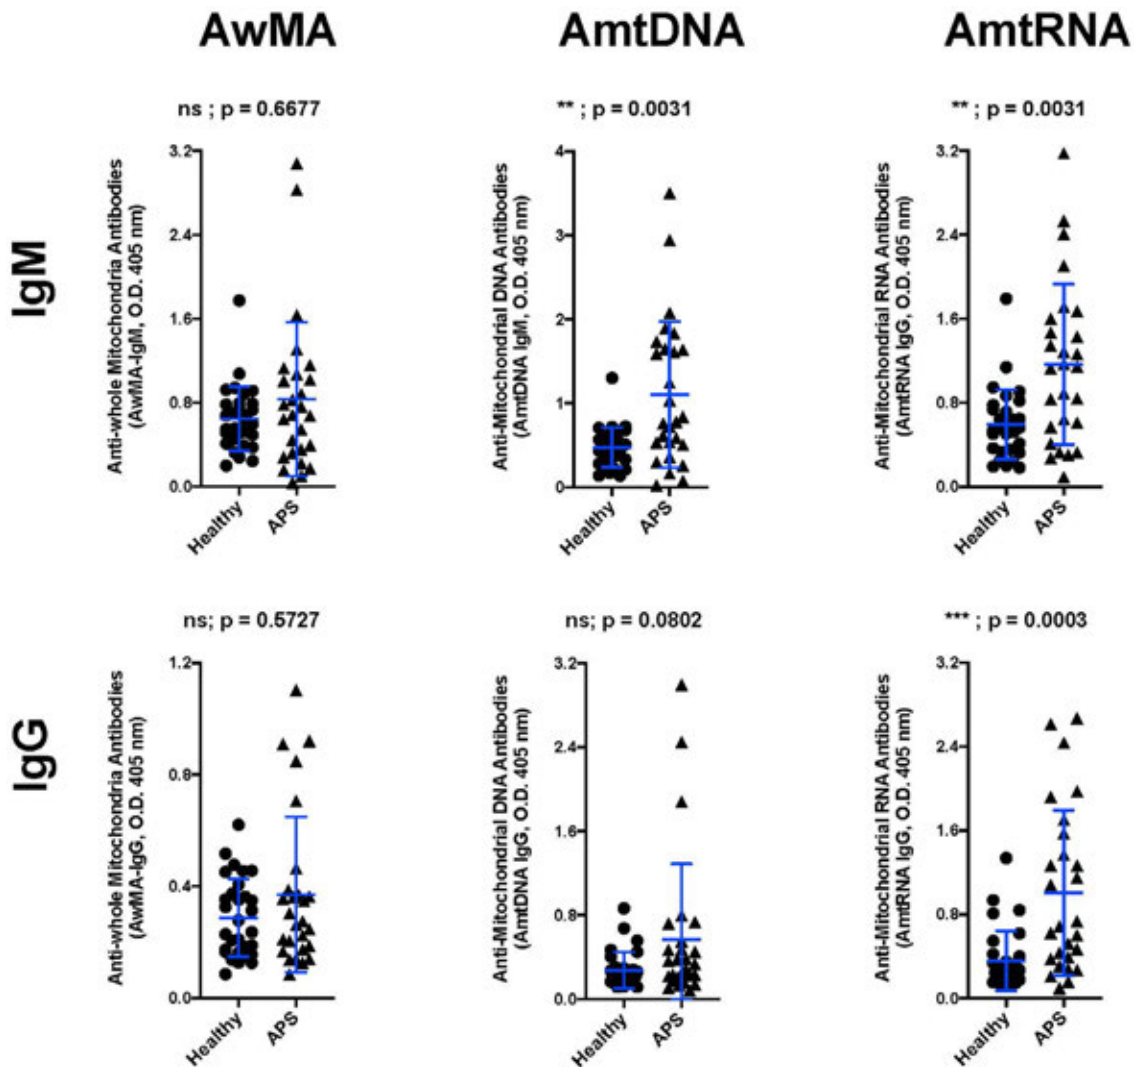 AwMA AmtDNA AmtRNA
IgM
ns ; p = 0.6677
Anti-whole Mitochondria Antibodies
(AwMA-IgM, O.D. 405 nm)
3.2
2.4
1.6
0.8
0.0
Healthy
APS
** ; p = 0.0031
Anti-Mitochondrial DNA Antibodies
(AmtDNA IgM, O.D. 405 nm)
4
3
2
1
0
Healthy
APS
** ; p = 0.0031
Anti-Mitochondrial RNA Antibodies
(AmtRNA IgG, O.D. 405 nm)
3.2
2.4
1.6
0.8
0.0
Healthy
APS
IgG
ns; p = 0.5727
Anti-whole Mitochondria Antibodies
(AwMA-IgG, O.D. 405 nm)
1.2
0.8
0.4
0.0
Healthy
APS
ns; p = 0.0802
Anti-Mitochondrial DNA Antibodies
(AmtDNA IgG, O.D. 405 nm)
3.2
2.4
1.6
0.8
0.0
Healthy
APS
*** ; p = 0.0003
Anti-Mitochondrial RNA Antibodies
(AmtRNA IgG, O.D. 405 nm)
3.2
2.4
1.6
0.8
0.0
Healthy
APS